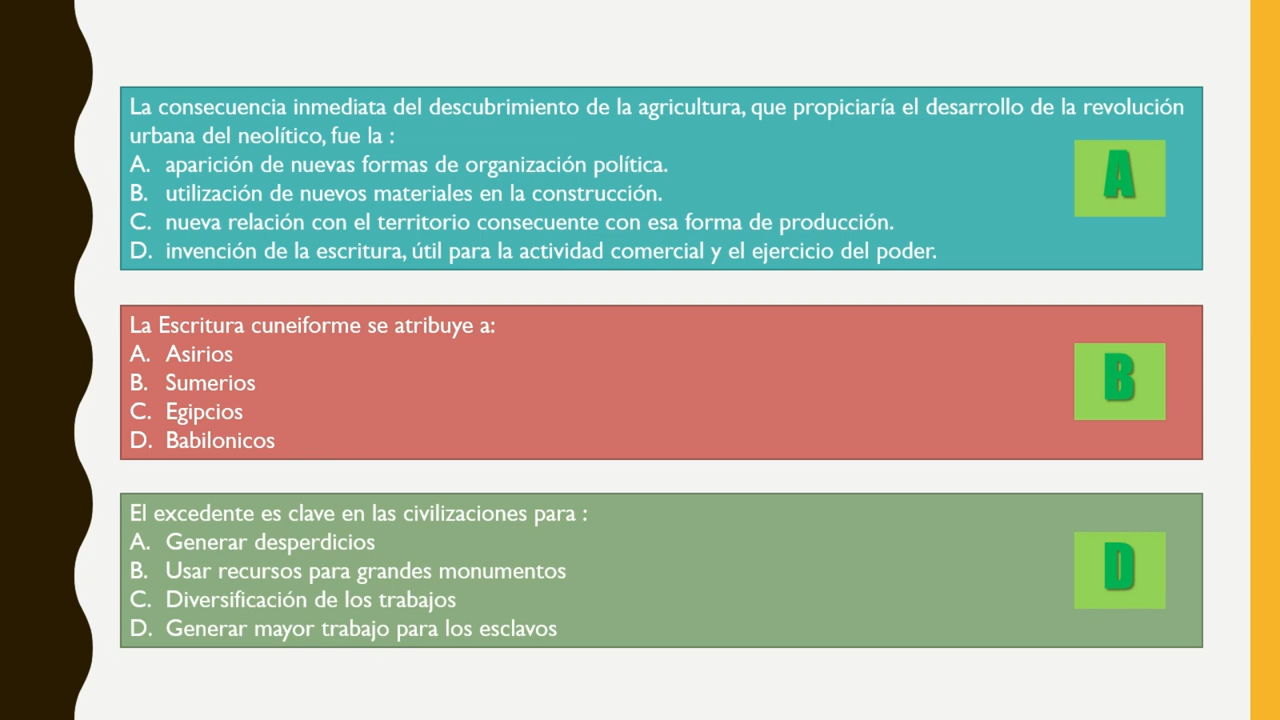 La consecuencia inmediata del descubrimiento de la agricultura, que propiciaría el desarrollo de la revolución
urbana del neolítico, fue la :
A. aparición de nuevas formas de organización política.
B. utilización de nuevos materiales en la construcción.
C. nueva relación con el territorio consecuente con esa forma de producción.
D. invención de la escritura, útil para la actividad comercial y el ejercicio del poder.
A
La Escritura cuneiforme se atribuye a:
A. Asirios
B. Sumerios
C. Egipcios
D. Babilonicos
B
El excedente es clave en las civilizaciones para :
A. Generar desperdicios
B. Usar recursos para grandes monumentos
C. Diversificación de los trabajos
D. Generar mayor trabajo para los esclavos
D